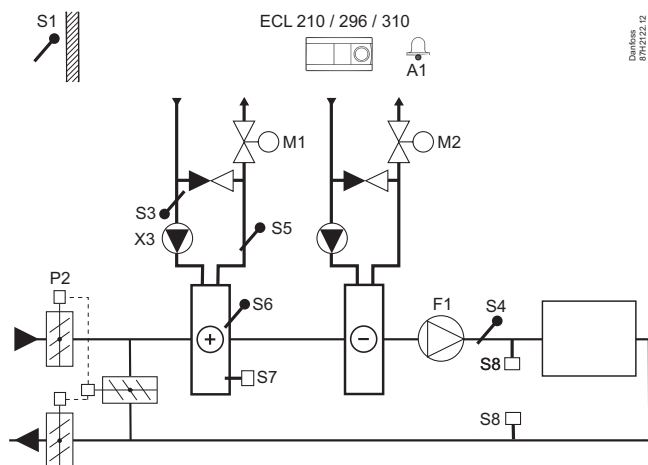 S1
ECL 210 / 296 / 310
A1
Danfoss
87H2122.12
M1
M2
S3
X3
S5
P2
S6
S7
F1
S4
S8
S8